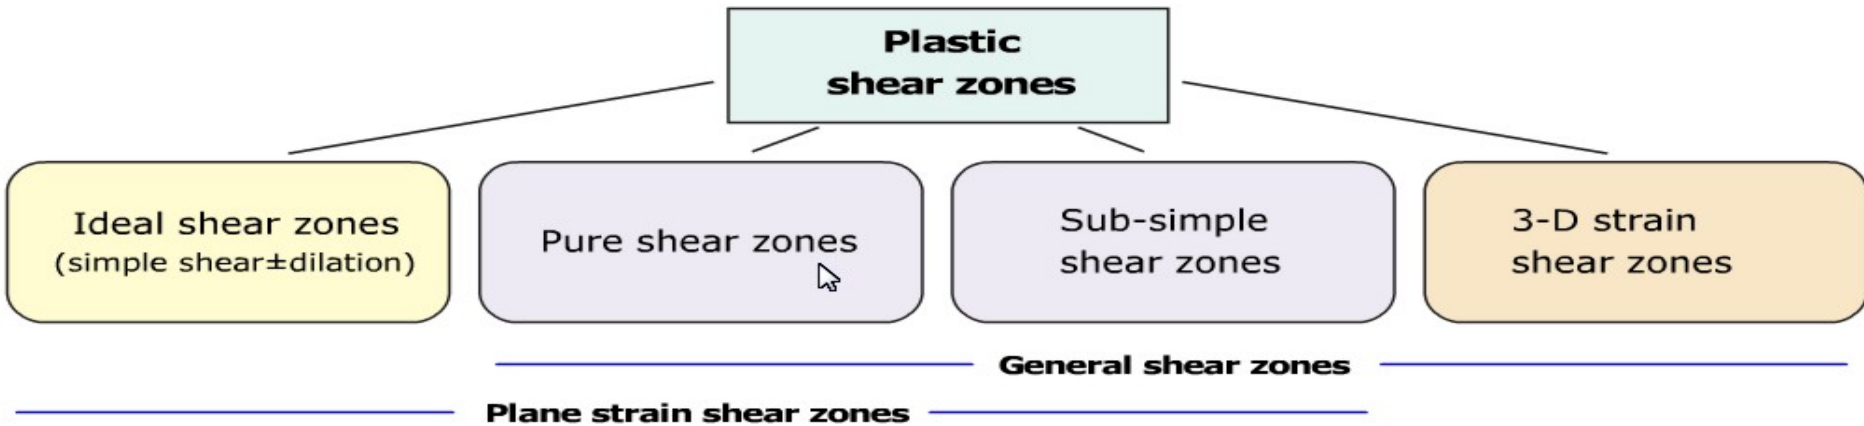 Plastic
shear zones
Ideal shear zones
(simple shear±dilation)
Pure shear zones
Sub-simple
shear zones
3-D strain
shear zones
General shear zones
Plane strain shear zones